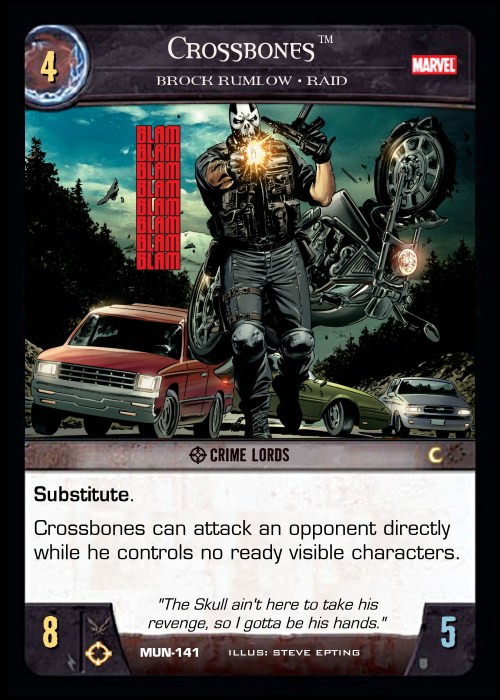 4
CROSSBONES™
BROCK RUMLOW • RAID
MARVEL
BLAM
BLAM
BLAM
BLAM
BLAM
BLAM
BLAM
BLAM
CRIME LORDS
C
Substitute.
Crossbones can attack an opponent directly
while he controls no ready visible characters.
"The Skull ain't here to take his
revenge, so I gotta be his hands."
8
MUN-141 ILLUS: STEVE EPTING
5